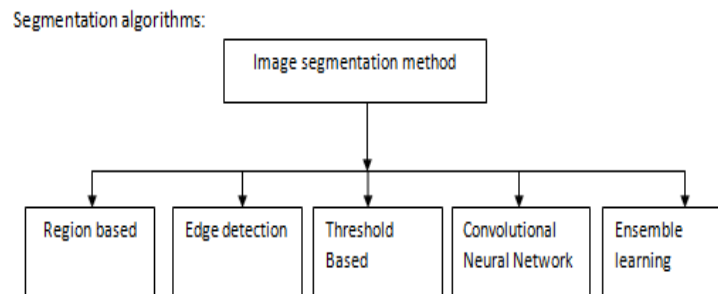 Segmentation algorithms:
Image segmentation method
Region based
Edge detection
Threshold
Based
Convolutional
Neural Network
Ensemble
learning